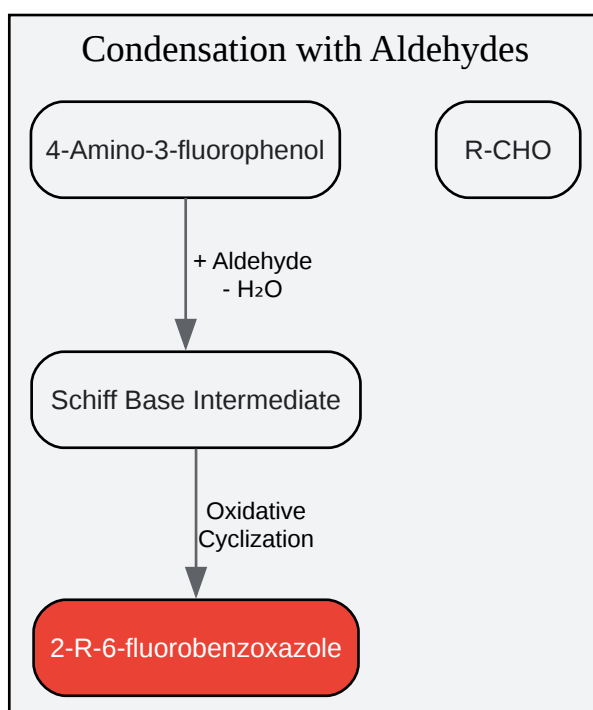 Condensation with Aldehydes
4-Amino-3-fluorophenol
R-CHO
+ Aldehyde
- H₂O
Schiff Base Intermediate
Oxidative
Cyclization
2-R-6-fluorobenzoxazole